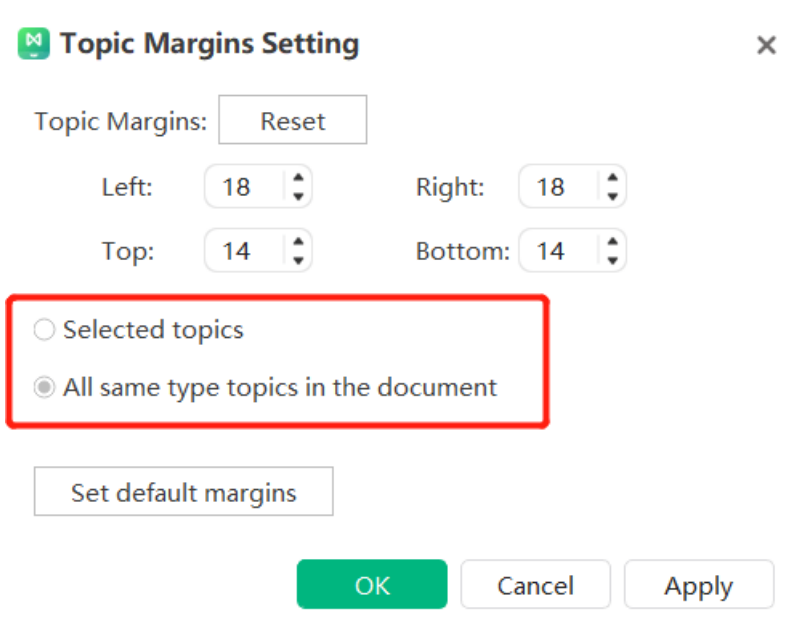 Topic Margins Setting
Topic Margins: Reset
Left: 18 Right: 18
Top: 14 Bottom: 14
Selected topics
All same type topics in the document
Set default margins
OK Cancel Apply